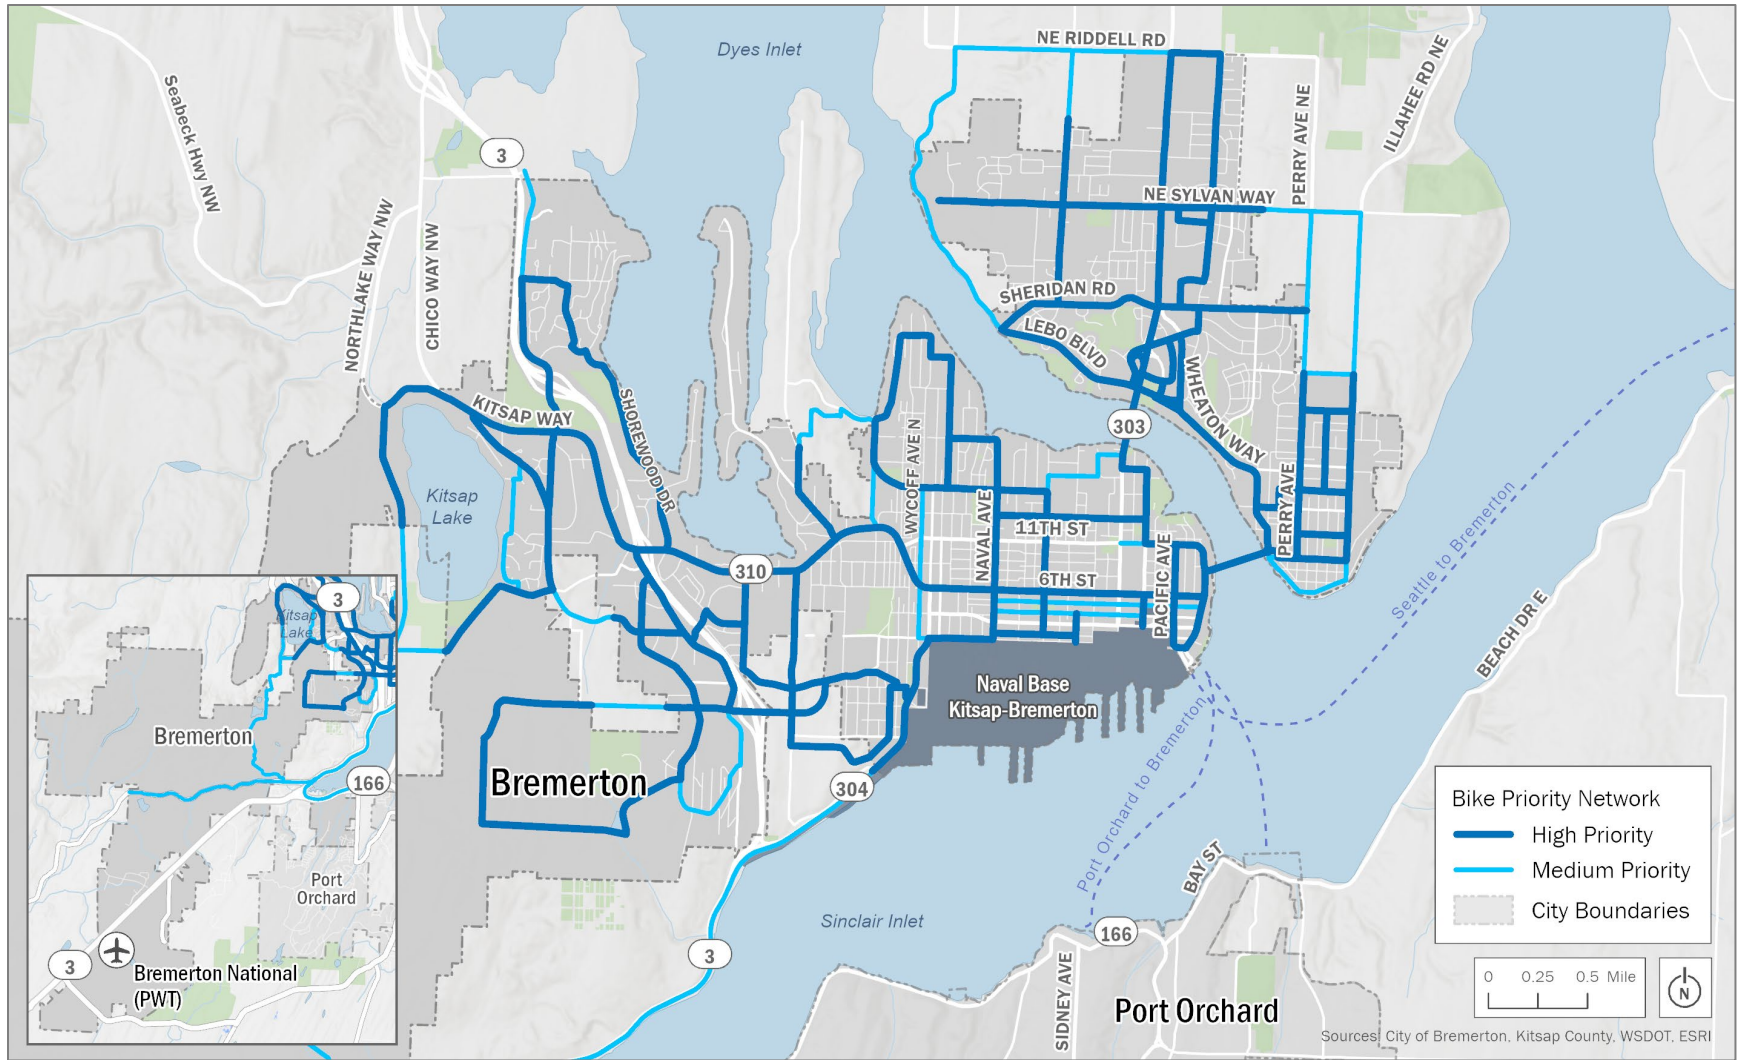 NE RIDDELL RD
Dyes Inlet
Seabeck Hwy NW
PERRY AVE NE
ILLAHEE RD NE
3
NE SYLVAN WAY
NORTHLAKE WAY NW
CHICO WAY NW
SHERIDAN RD
LEBO BLVD
KITSAP WAY
SHOREWOOD DR
WHEATON WAY
303
WYCOFF AVE N
Kitsap
Lake
NAVAL AVE
11TH ST
PERRY AVE
PACIFIC AVE
310
6TH ST
Seattle to Bremerton
BEACH DR E
3
Kitsap
Lake
Bremerton
166
Port
Orchard
3
Bremerton National
(PWT)
Naval Base
Kitsap-Bremerton
Bremerton
304
Port Orchard to Bremerton
BAY ST
Sinclair Inlet
166
3
SIDNEY AVE
Port Orchard
Bike Priority Network
High Priority
Medium Priority
City Boundaries
0 0.25 0.5 Mile
N
Sources: City of Bremerton, Kitsap County, WSDOT, ESRI